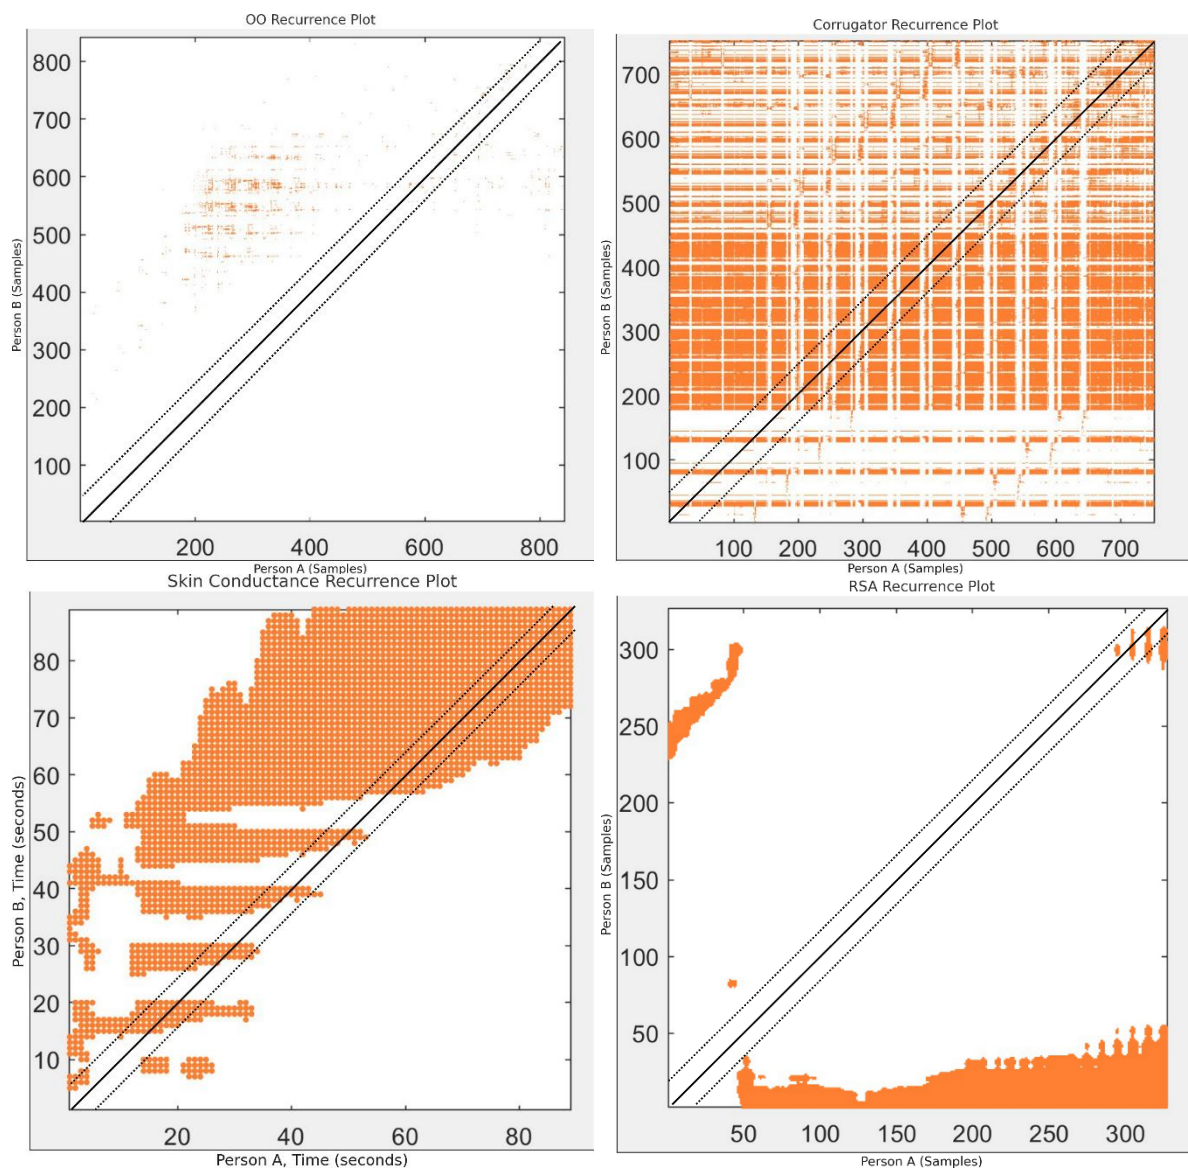 OO Recurrence Plot
800
700
600
500
400
300
200
100
200 400 600 800
Person B (Samples)
Person A (Samples)
Corrugator Recurrence Plot
700
600
500
400
300
200
100
100 200 300 400 500 600 700
Person B (Samples)
Person A (Samples)
Skin Conductance Recurrence Plot
80
70
60
50
40
30
20
10
20 40 60 80
Person B, Time (seconds)
Person A, Time (seconds)
RSA Recurrence Plot
300
250
200
150
100
50
50 100 150 200 250 300
Person B (Samples)
Person A (Samples)